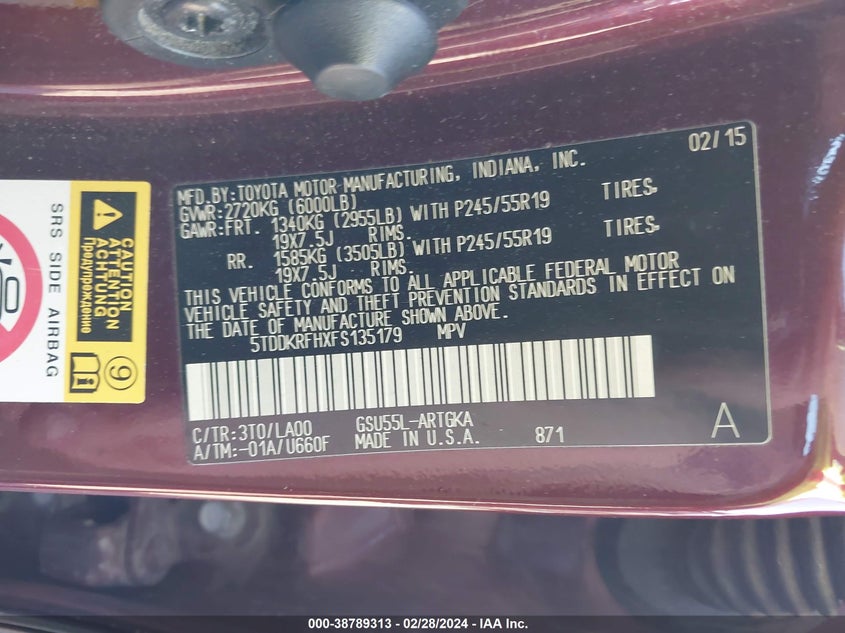 02/15
MFD.BY:TOYOTA MOTOR MANUFACTURING, INDIANA, INC.
GVWR:2720KG (6000LB)
GAWR:FRT. 1340KG (2955LB) WITH P245/55R19 TIRES,
19X7.5J RIMS.
RR. 1585KG (3505LB) WITH P245/55R19 TIRES,
19X7.5J RIMS.
THIS VEHICLE CONFORMS TO ALL APPLICABLE FEDERAL MOTOR
VEHICLE SAFETY AND THEFT PREVENTION STANDARDS IN EFFECT ON
THE DATE OF MANUFACTURE SHOWN ABOVE.
5TDDKRFHXFS135179 MPV
C/TR:3T0/LA00 GSU55L-ARTGKA
A/TM:-01A/U660F MADE IN U.S.A. 871
A
CAUTION
ATTENTION
ACHTUNG
Предупреждение
SRS SIDE AIRBAG
9
000-38789313 - 02/28/2024 - IAA Inc.